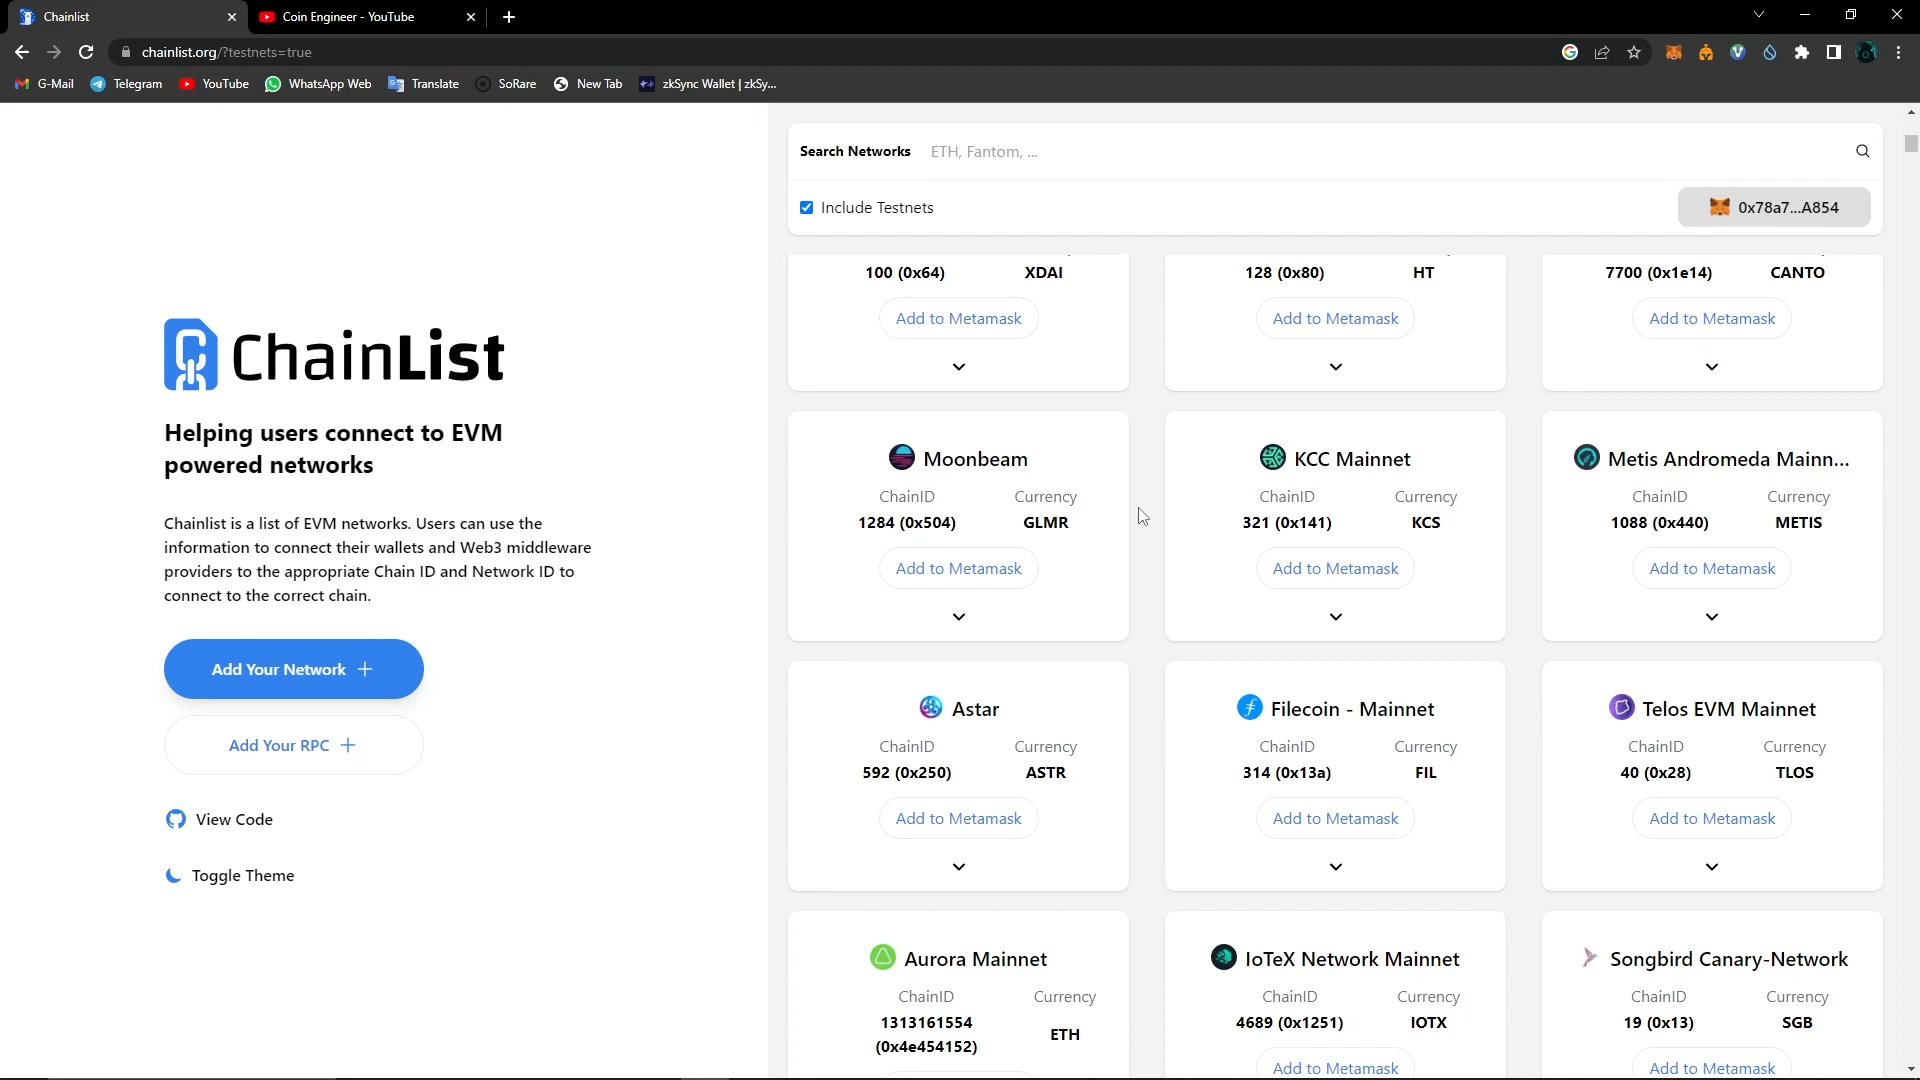 Chainlist
Coin Engineer - YouTube
chainlist.org/?testnets=true
G-Mail
Telegram
YouTube
WhatsApp Web
Translate
SoRare
New Tab
zkSync Wallet | zkSy...
ChainList
Helping users connect to EVM
powered networks
Chainlist is a list of EVM networks. Users can use the
information to connect their wallets and Web3 middleware
providers to the appropriate Chain ID and Network ID to
connect to the correct chain.
Add Your Network
Add Your RPC
View Code
Toggle Theme
Search Networks ETH, Fantom, ...
Include Testnets
0x78a7...A854
100 (0x64) XDAI
Add to Metamask
128 (0x80) HT
Add to Metamask
7700 (0x1e14) CANTO
Add to Metamask
Moonbeam
ChainID Currency
1284 (0x504) GLMR
Add to Metamask
KCC Mainnet
ChainID Currency
321 (0x141) KCS
Add to Metamask
Metis Andromeda Mainn...
ChainID Currency
1088 (0x440) METIS
Add to Metamask
Astar
ChainID Currency
592 (0x250) ASTR
Add to Metamask
Filecoin - Mainnet
ChainID Currency
314 (0x13a) FIL
Add to Metamask
Telos EVM Mainnet
ChainID Currency
40 (0x28) TLOS
Add to Metamask
Aurora Mainnet
ChainID Currency
1313161554
(0x4e454152)
ETH
IoTeX Network Mainnet
ChainID Currency
4689 (0x1251) IOTX
Add to Metamask
Songbird Canary-Network
ChainID Currency
19 (0x13) SGB
Add to Metamask